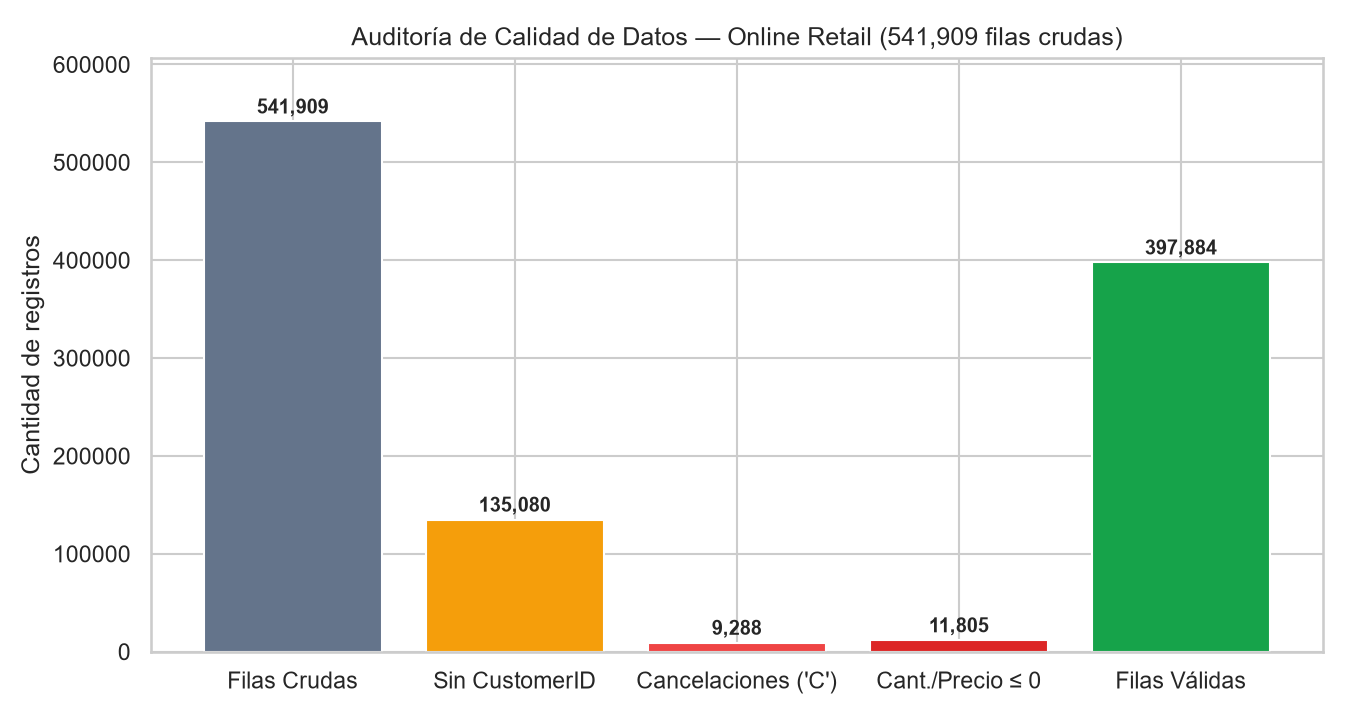 Auditoría de Calidad de Datos — Online Retail (541,909 filas crudas)
Cantidad de registros
600000
500000
400000
300000
200000
100000
0
541,909
135,080
9,288
11,805
397,884
Filas Crudas
Sin CustomerID
Cancelaciones ('C')
Cant./Precio ≤ 0
Filas Válidas